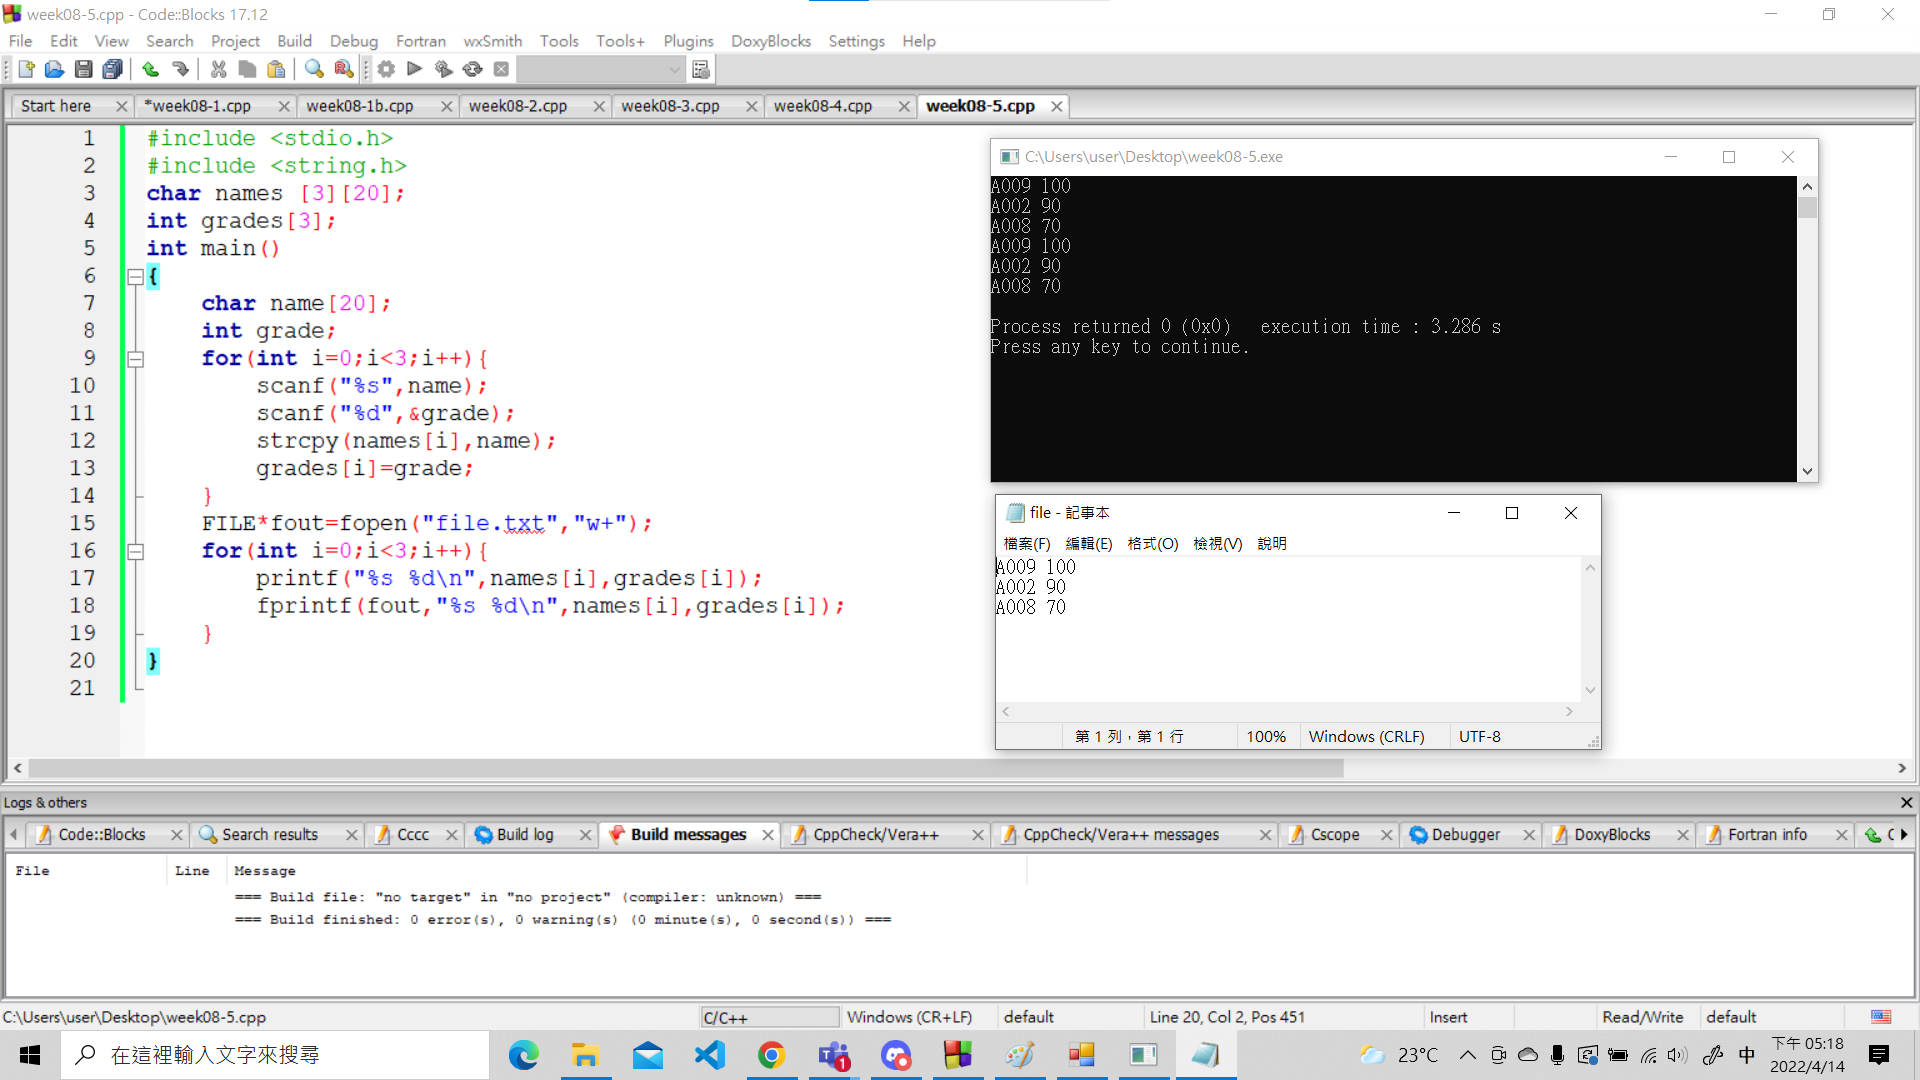 week08-5.cpp - Code::Blocks 17.12
File Edit View Search Project Build Debug Fortran wxSmith Tools Tools+ Plugins DoxyBlocks Settings Help
Start here *week08-1.cpp week08-1b.cpp week08-2.cpp week08-3.cpp week08-4.cpp week08-5.cpp
1 #include <stdio.h>
2 #include <string.h>
3 char names [3][20];
4 int grades[3];
5 int main()
6 {
7 char name[20];
8 int grade;
9 for(int i=0;i<3;i++){
10 scanf("%s",name);
11 scanf("%d",&grade);
12 strcpy(names[i],name);
13 grades[i]=grade;
14 }
15 FILE*fout=fopen("file.txt","w+");
16 for(int i=0;i<3;i++){
17 printf("%s %d\n",names[i],grades[i]);
18 fprintf(fout,"%s %d\n",names[i],grades[i]);
19 }
20 }
21
C:\Users\user\Desktop\week08-5.exe
A009 100
A002 90
A008 70
A009 100
A002 90
A008 70
Process returned 0 (0x0) execution time : 3.286 s
Press any key to continue.
file - 記事本
檔案(F) 編輯(E) 格式(O) 檢視(V) 說明
A009 100
A002 90
A008 70
第 1 列，第 1 行 100% Windows (CRLF) UTF-8
Logs & others
Code::Blocks Search results Cccc Build log Build messages CppCheck/Vera++ CppCheck/Vera++ messages Cscope Debugger DoxyBlocks Fortran info
File Line Message
=== Build file: "no target" in "no project" (compiler: unknown) ===
=== Build finished: 0 error(s), 0 warning(s) (0 minute(s), 0 second(s)) ===
C:\Users\user\Desktop\week08-5.cpp C/C++ Windows (CR+LF) default Line 20, Col 2, Pos 451 Insert Read/Write default
在這裡輸入文字來搜尋 1 23°C 中 下午 05:18
2022/4/14